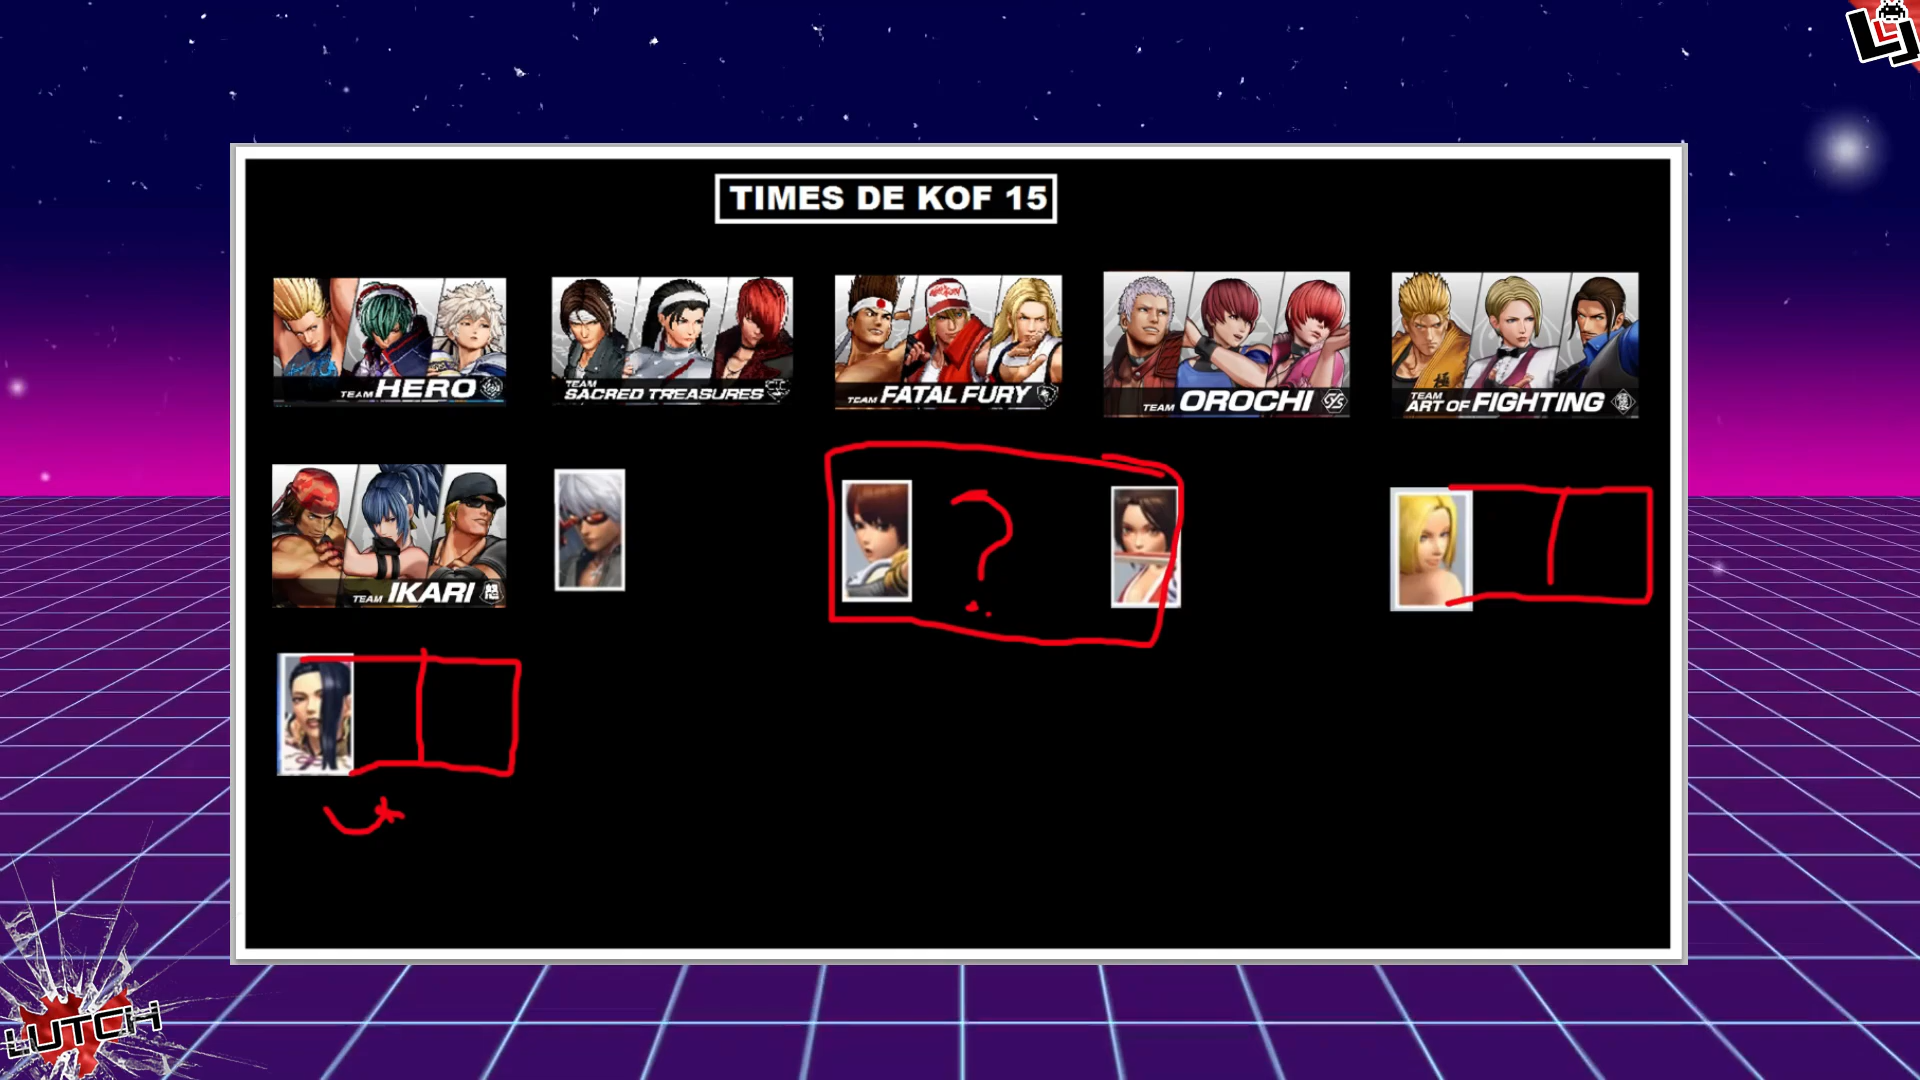 TIMES DE KOF 15
TEAM HERO
TEAM SACRED TREASURES
TEAM FATAL FURY
TEAM OROCHI
TEAM ART OF FIGHTING
TEAM IKARI
?
LUTCH